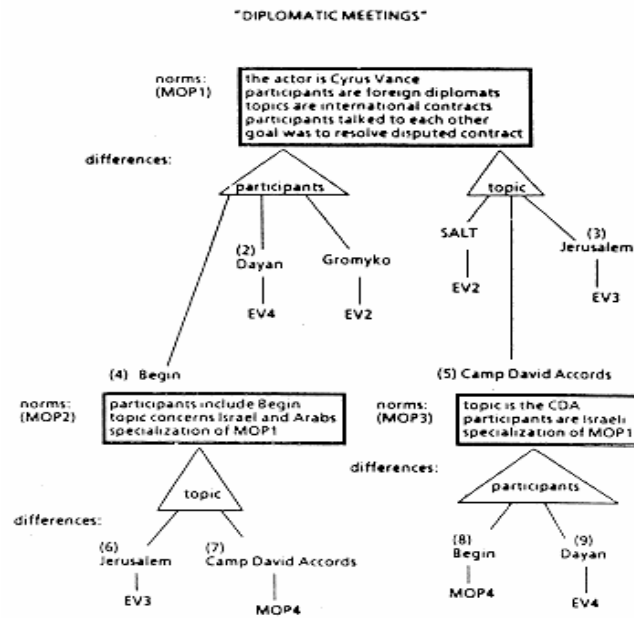 "DIPLOMATIC MEETINGS"
norms:
(MOP1)
the actor is Cyrus Vance
participants are foreign diplomats
topics are international contracts
participants talked to each other
goal was to resolve disputed contract
differences:
participants
topic
(2)
Dayan
Gromyko
SALT
(3)
Jerusalem
EV4
EV2
EV2
EV3
(4) Begin
(5) Camp David Accords
norms:
(MOP2)
participants include Begin
topic concerns Israel and Arabs
specialization of MOP1
norms:
(MOP3)
topic is the CDA
participants are Israeli
specialization of MOP1
differences:
topic
differences:
participants
(6)
Jerusalem
(7)
Camp David Accords
(8)
Begin
(9)
Dayan
EV3
MOP4
MOP4
EV4